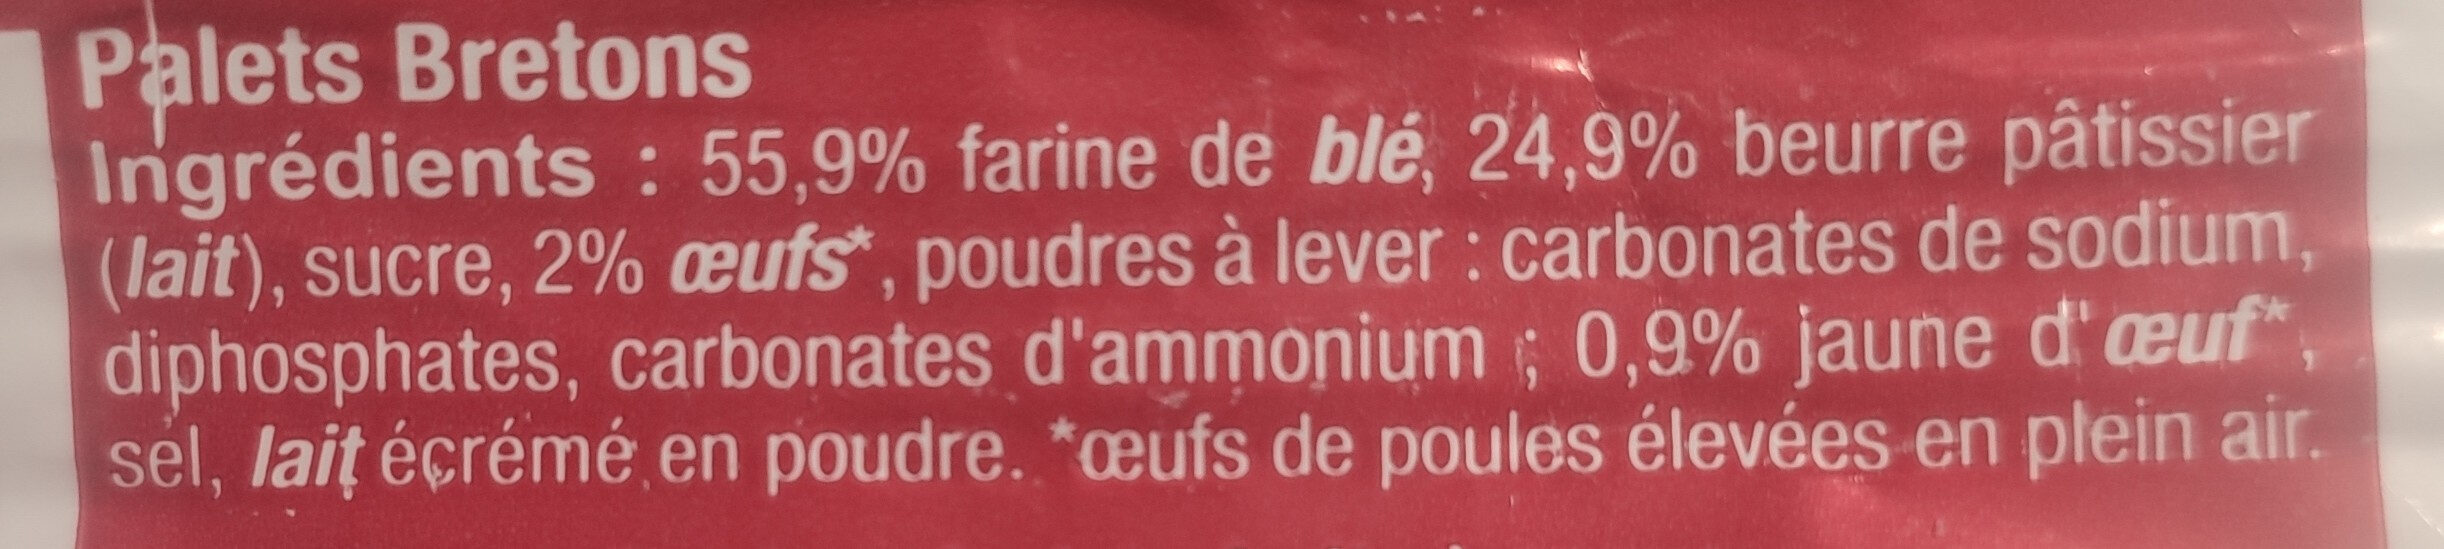 Palets Bretons
Ingrédients : 55,9% farine de blé, 24,9% beurre pâtissier
(lait), sucre, 2% œufs*, poudres à lever : carbonates de sodium,
diphosphates, carbonates d'ammonium ; 0,9% jaune d'œuf*,
sel, lait écrémé en poudre. *œufs de poules élevées en plein air.